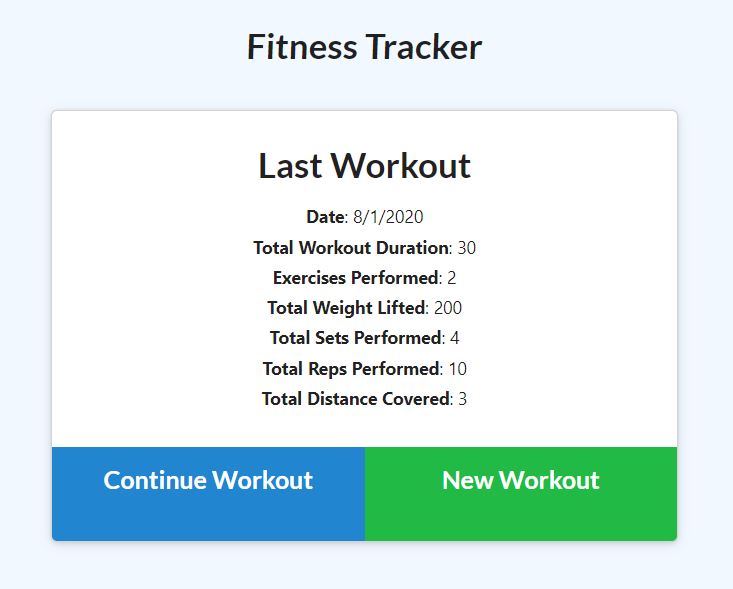 Fitness Tracker
Last Workout
Date: 8/1/2020
Total Workout Duration: 30
Exercises Performed: 2
Total Weight Lifted: 200
Total Sets Performed: 4
Total Reps Performed: 10
Total Distance Covered: 3
Continue Workout
New Workout